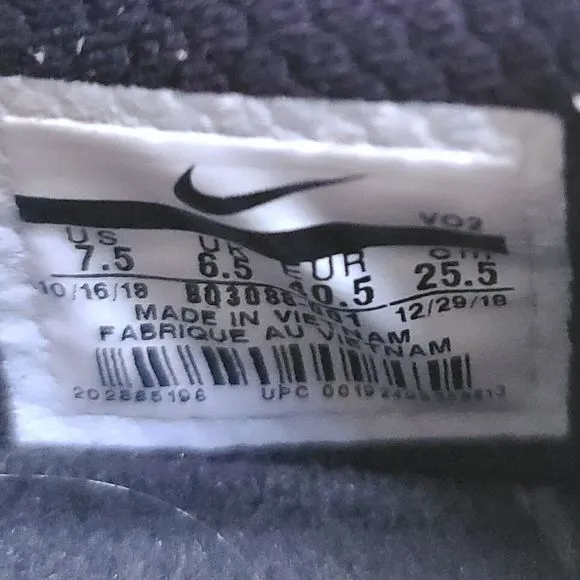 VO2
US UK EUR cm
7.5 6.5 0.5 25.5
10/16/18 12/29/18
MADE IN VIETNAM
FABRIQUE AU VIETNAM
202885106 UPC